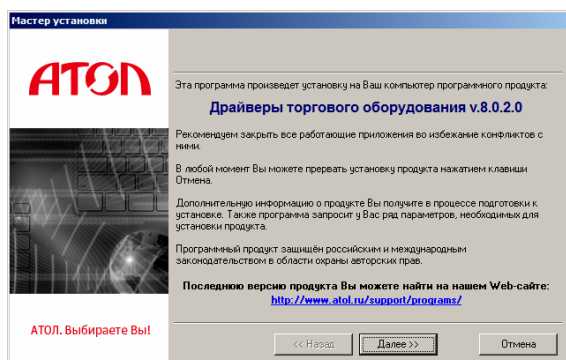 Мастер установки
АТОЛ
Эта программа произведет установку на Ваш компьютер программного продукта:
Драйверы торгового оборудования v.8.0.2.0
Рекомендуем закрыть все работающие приложения во избежание конфликтов с
ними.
В любой момент Вы можете прервать установку продукта нажатием клавиши
Отмена.
Дополнительную информацию о продукте Вы получите в процессе подготовки к
установке. Также программа запросит у Вас ряд параметров, необходимых для
установки продукта.
Программный продукт защищён российским и международным
законодательством в области охраны авторских прав.
Последнюю версию продукта Вы можете найти на нашем Web-сайте:
http://www.atol.ru/support/programs/
АТОЛ. Выбираете Вы!
<< Назад Далее >> Отмена